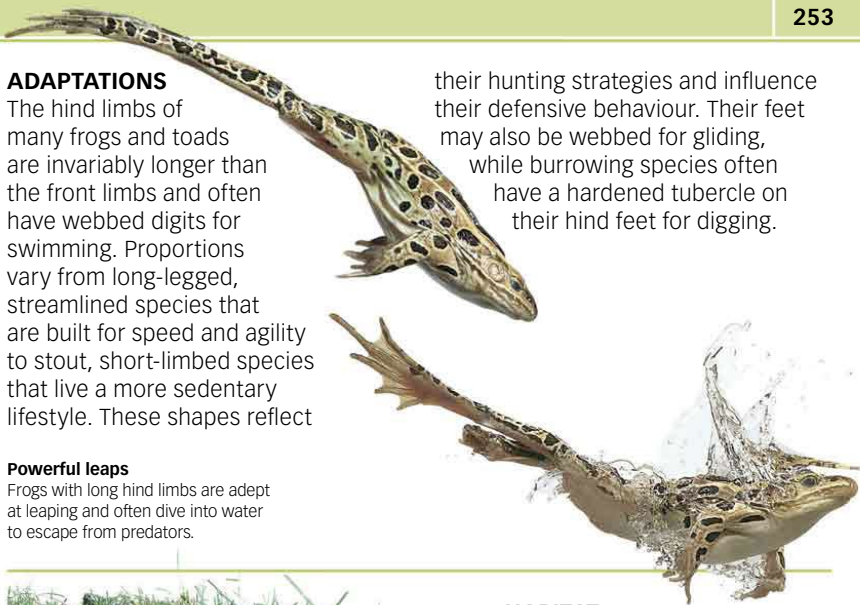 253
ADAPTATIONS
The hind limbs of
many frogs and toads
are invariably longer than
the front limbs and often
have webbed digits for
swimming. Proportions
vary from long-legged,
streamlined species that
are built for speed and agility
to stout, short-limbed species
that live a more sedentary
lifestyle. These shapes reflect
their hunting strategies and influence
their defensive behaviour. Their feet
may also be webbed for gliding,
while burrowing species often
have a hardened tubercle on
their hind feet for digging.
Powerful leaps
Frogs with long hind limbs are adept
at leaping and often dive into water
to escape from predators.